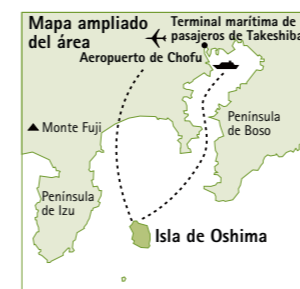 Mapa ampliado
del área
Terminal marítima de
pasajeros de Takeshiba
Aeropuerto de Chofu
Monte Fuji
Península
de Boso
Península
de Izu
Isla de Oshima